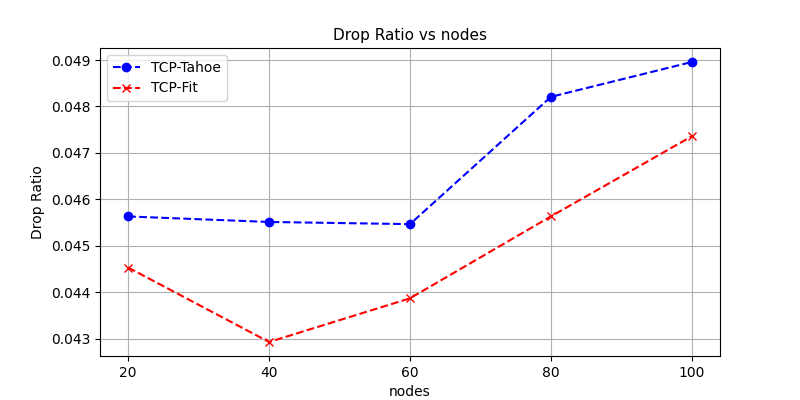 Drop Ratio vs nodes
TCP-Tahoe
TCP-Fit
Drop Ratio
0.049
0.048
0.047
0.046
0.045
0.044
0.043
20 40 60 80 100
nodes